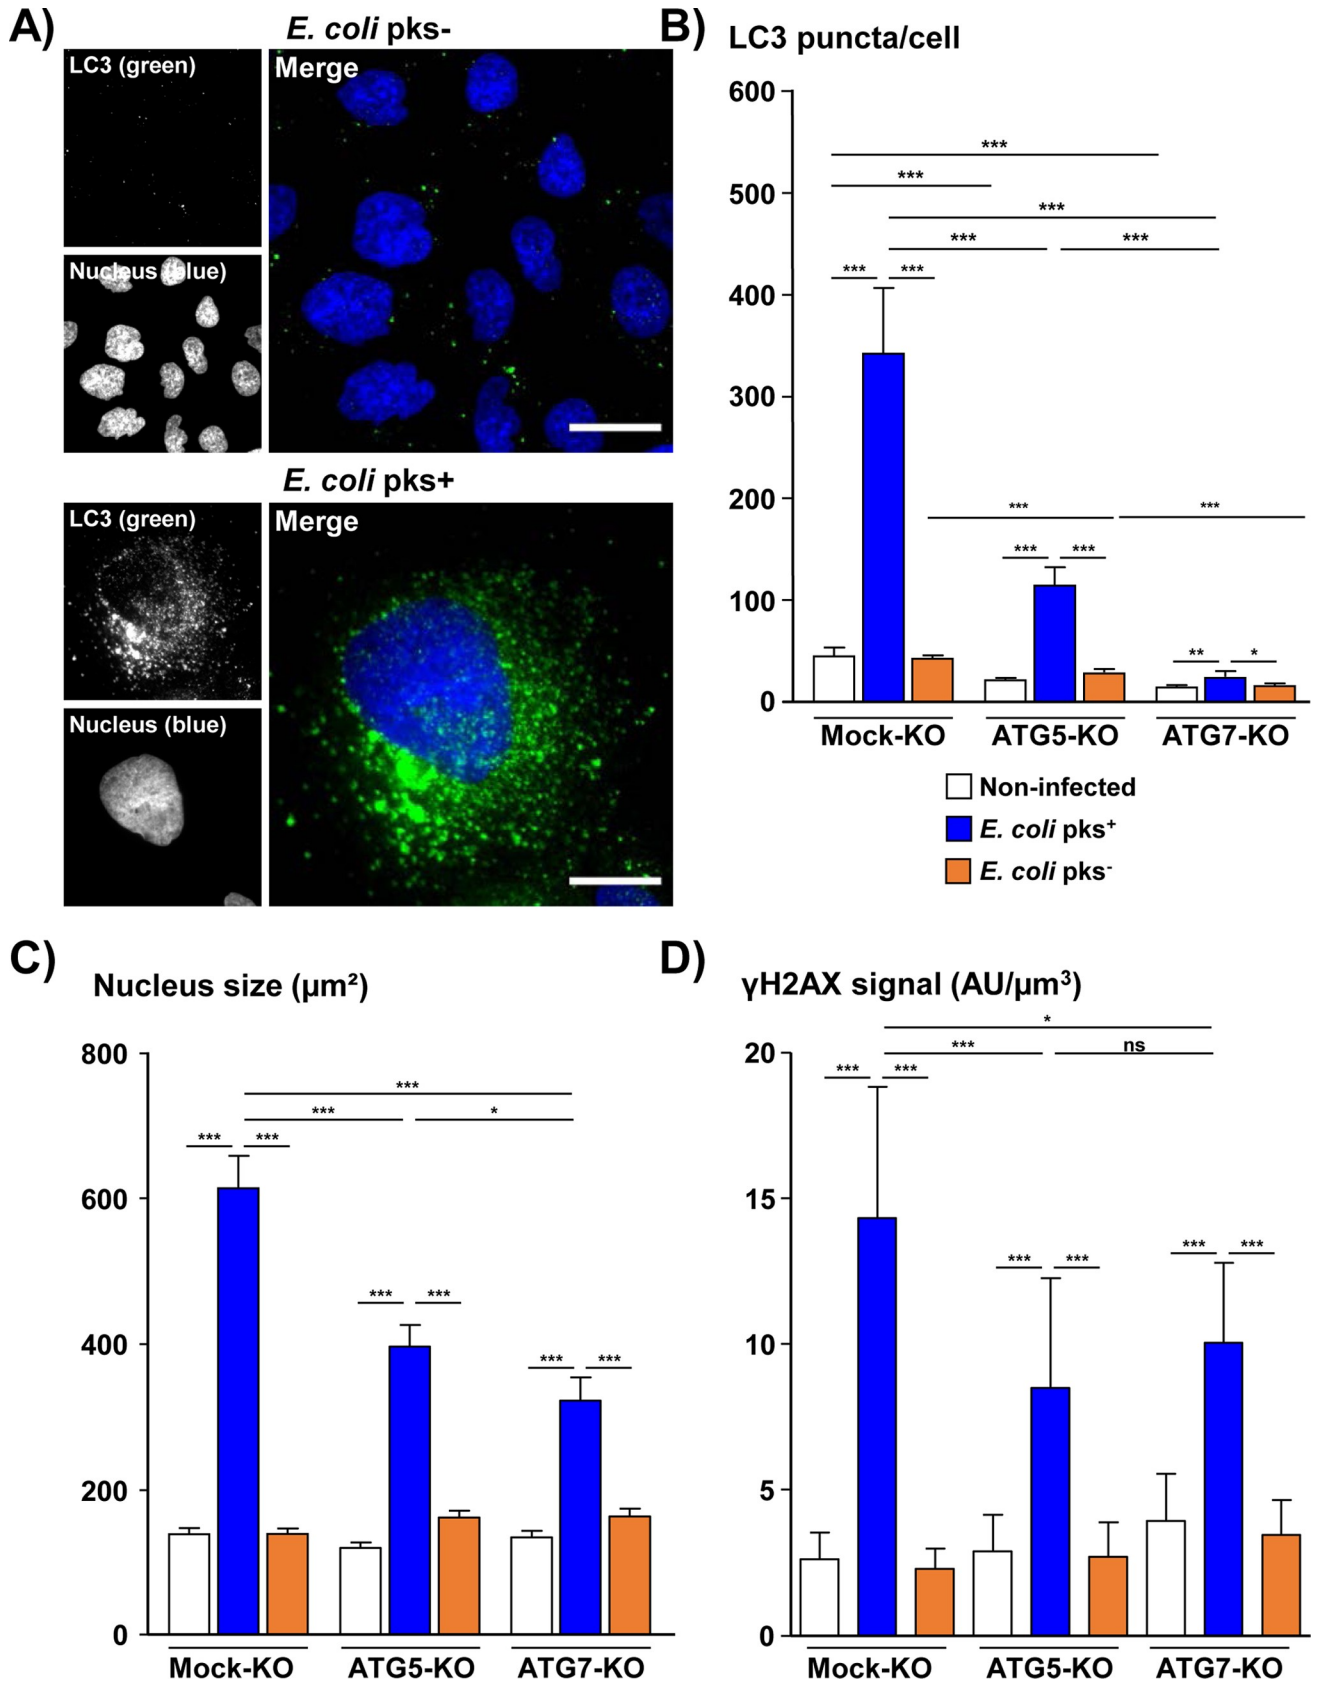 A)
E. coli pks-
LC3 (green)
Merge
Nucleus (blue)
E. coli pks+
LC3 (green)
Merge
Nucleus (blue)
B)
LC3 puncta/cell
600
500
400
300
200
100
0
***
***
***
*** ***
*** ***
*** ***
*** ***
** *
Mock-KO ATG5-KO ATG7-KO
Non-infected
E. coli pks⁺
E. coli pks⁻
C)
Nucleus size (µm²)
800
600
400
200
0
***
*** *
*** ***
*** ***
*** ***
Mock-KO ATG5-KO ATG7-KO
D)
γH2AX signal (AU/µm³)
20
15
10
5
0
*
*** ns
*** ***
*** ***
*** ***
Mock-KO ATG5-KO ATG7-KO